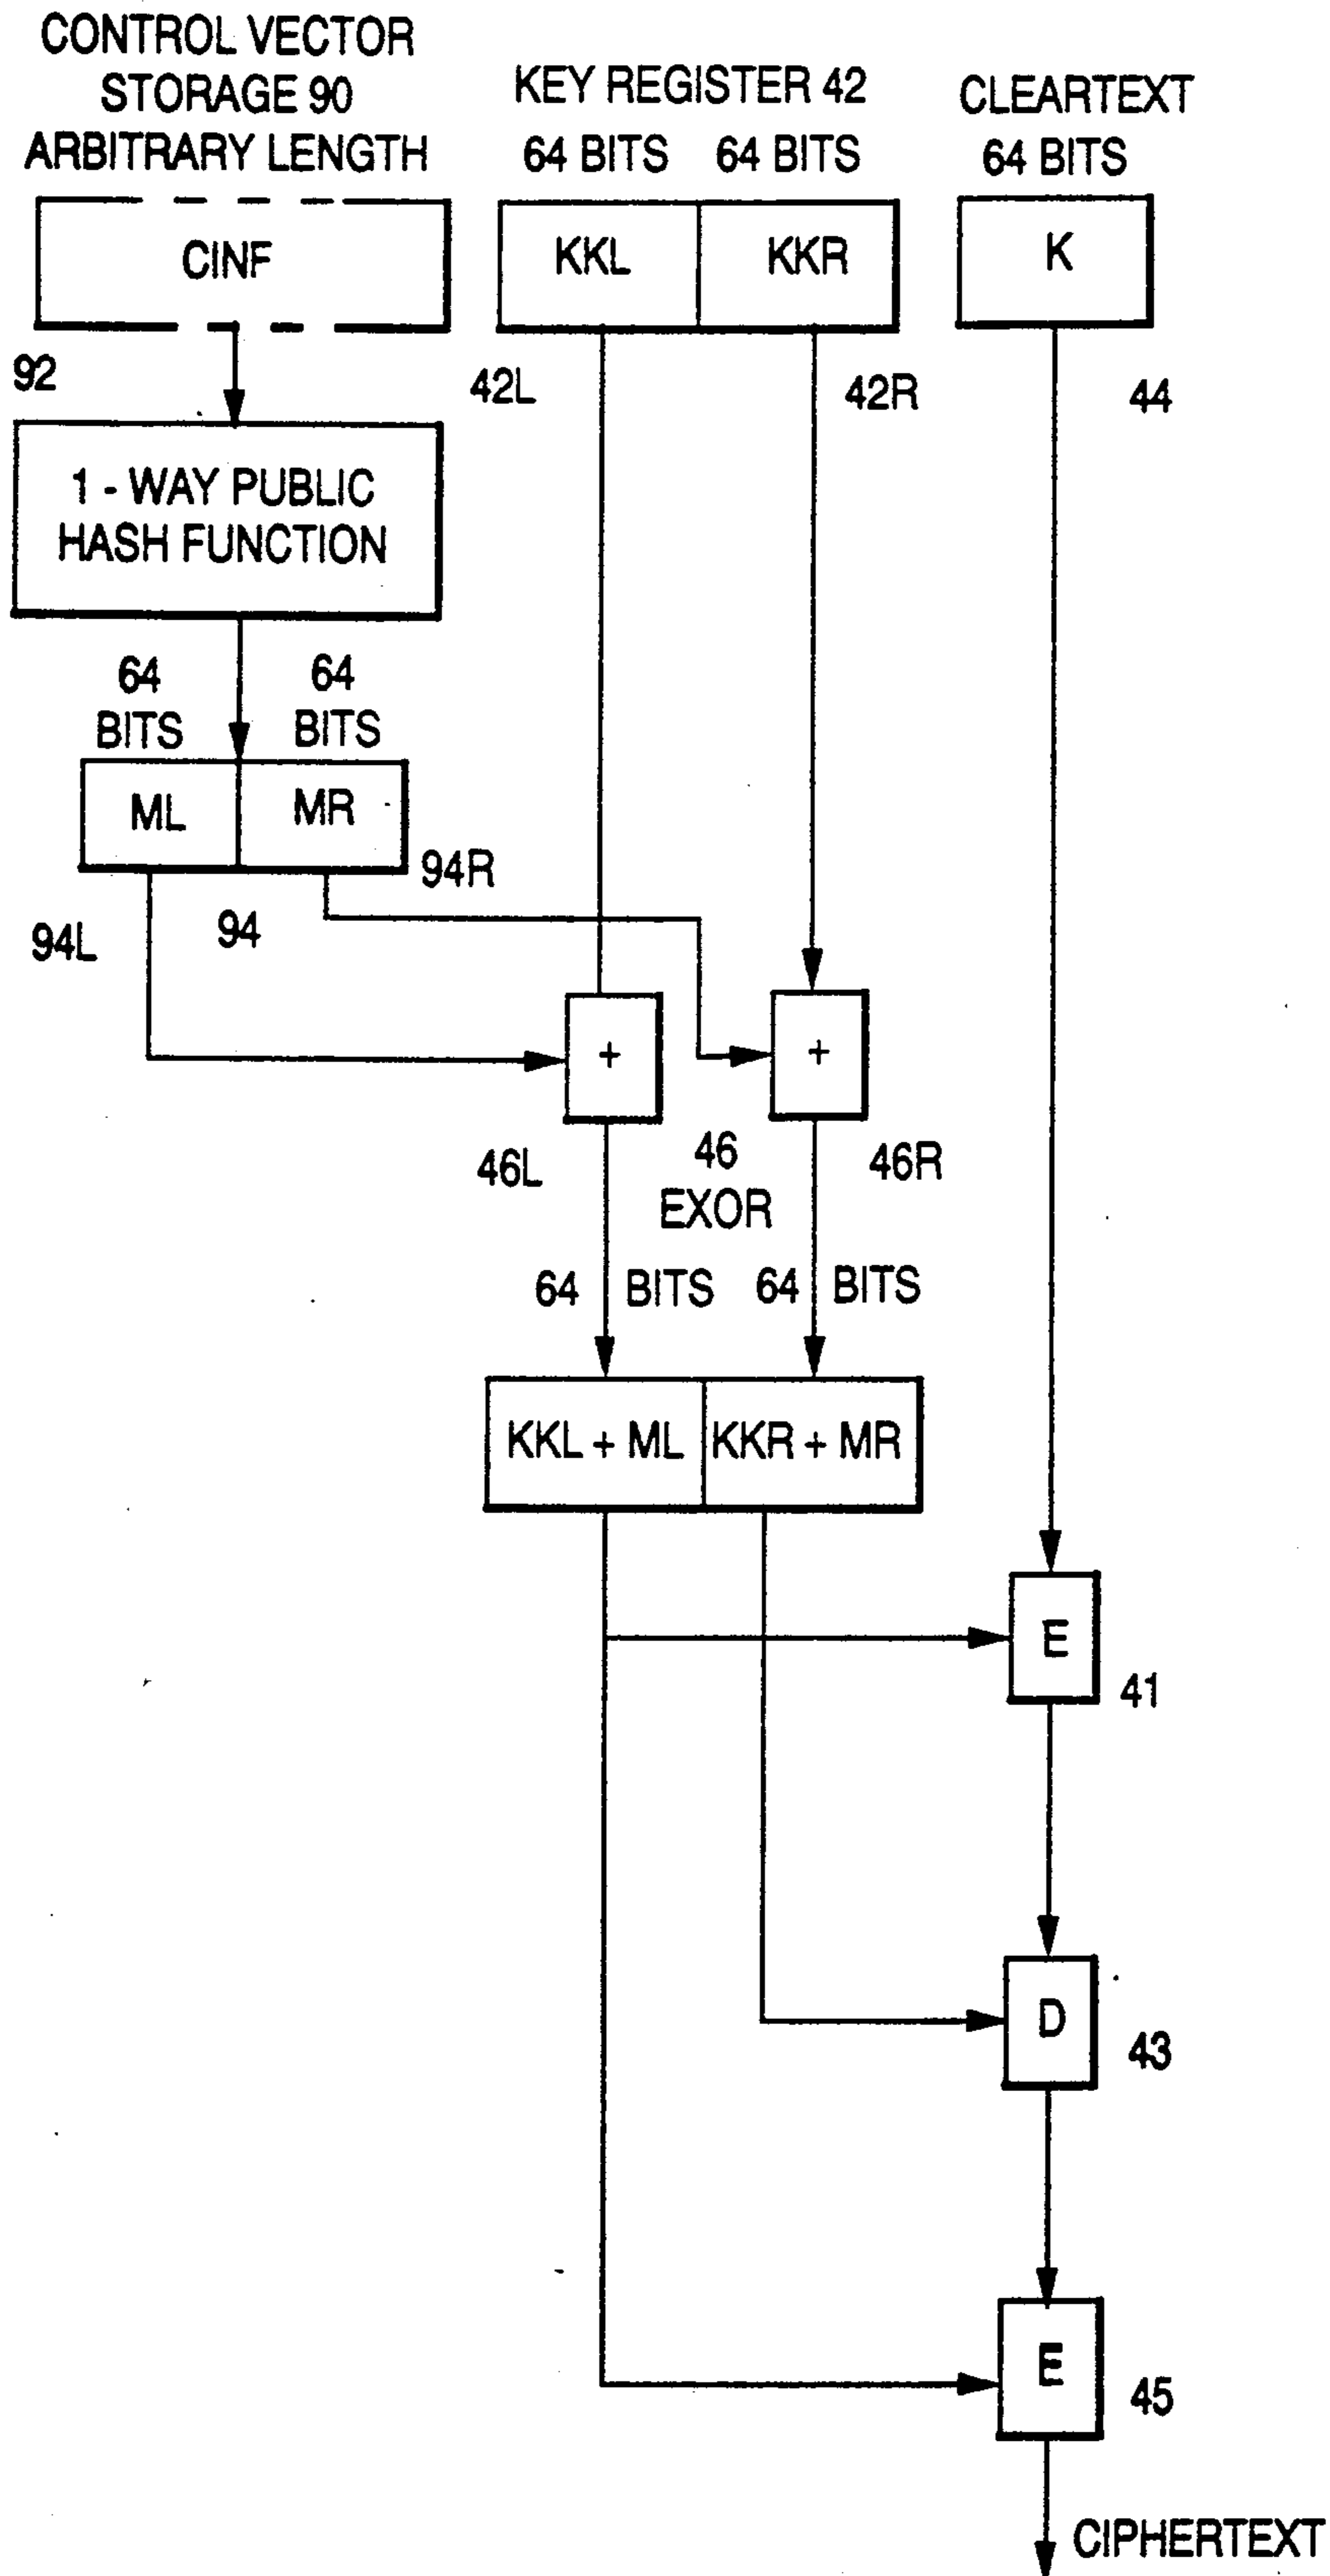 CONTROL VECTOR
STORAGE 90
ARBITRARY LENGTH
KEY REGISTER 42
64 BITS 64 BITS
CLEARTEXT
64 BITS
CINF
KKL KKR
K
92
42L
42R
44
1 - WAY PUBLIC
HASH FUNCTION
64
BITS
64
BITS
ML MR
94R
94L
94
+ +
46L
46
EXOR
46R
64 BITS 64 BITS
KKL + ML KKR + MR
E
41
D
43
E
45
CIPHERTEXT